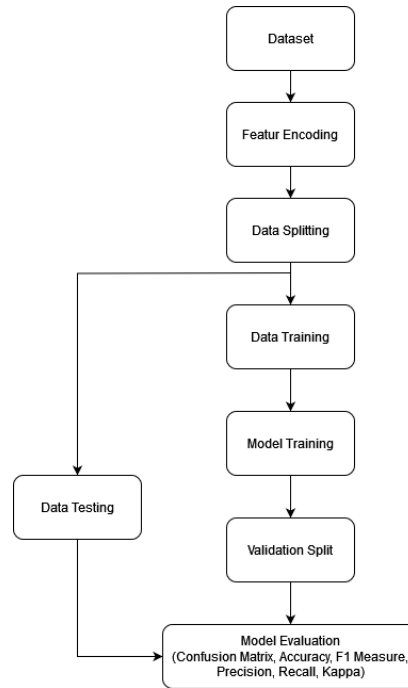 Dataset
Featur Encoding
Data Splitting
Data Training
Model Training
Data Testing
Validation Split
Model Evaluation
(Confusion Matrix, Accuracy, F1 Measure,
Precision, Recall, Kappa)